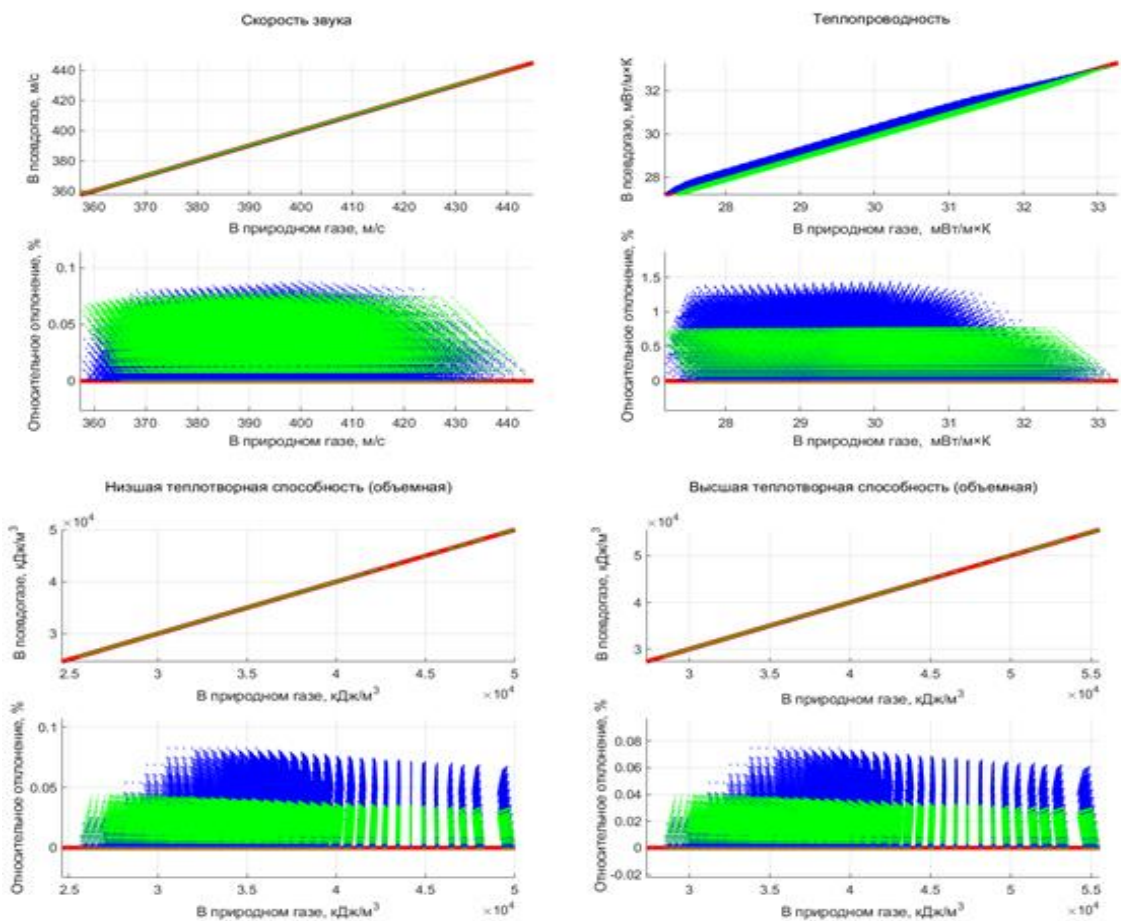 Скорость звука
В псевдогазе, м/с
440
420
400
380
360
360 370 380 390 400 410 420 430 440
В природном газе, м/с
Относительное отклонение, %
0.1
0.05
0
360 370 380 390 400 410 420 430 440
В природном газе, м/с
Теплопроводность
В псевдогазе, мВт/м×К
32
30
28
28 29 30 31 32 33
В природном газе, мВт/м×К
Относительное отклонение, %
1.5
1
0.5
0
28 29 30 31 32 33
В природном газе, мВт/м×К
Низшая теплотворная способность (объемная)
×10⁴
В псевдогазе, кДж/м³
5
4
3
2.5 3 3.5 4 4.5 5
В природном газе, кДж/м³ ×10⁴
Относительное отклонение, %
0.1
0.05
0
2.5 3 3.5 4 4.5 5
В природном газе, кДж/м³ ×10⁴
Высшая теплотворная способность (объемная)
×10⁴
В псевдогазе, кДж/м³
5
4
3
3 3.5 4 4.5 5 5.5
В природном газе, кДж/м³ ×10⁴
Относительное отклонение, %
0.08
0.06
0.04
0.02
0
-0.02
3 3.5 4 4.5 5 5.5
В природном газе, кДж/м³ ×10⁴